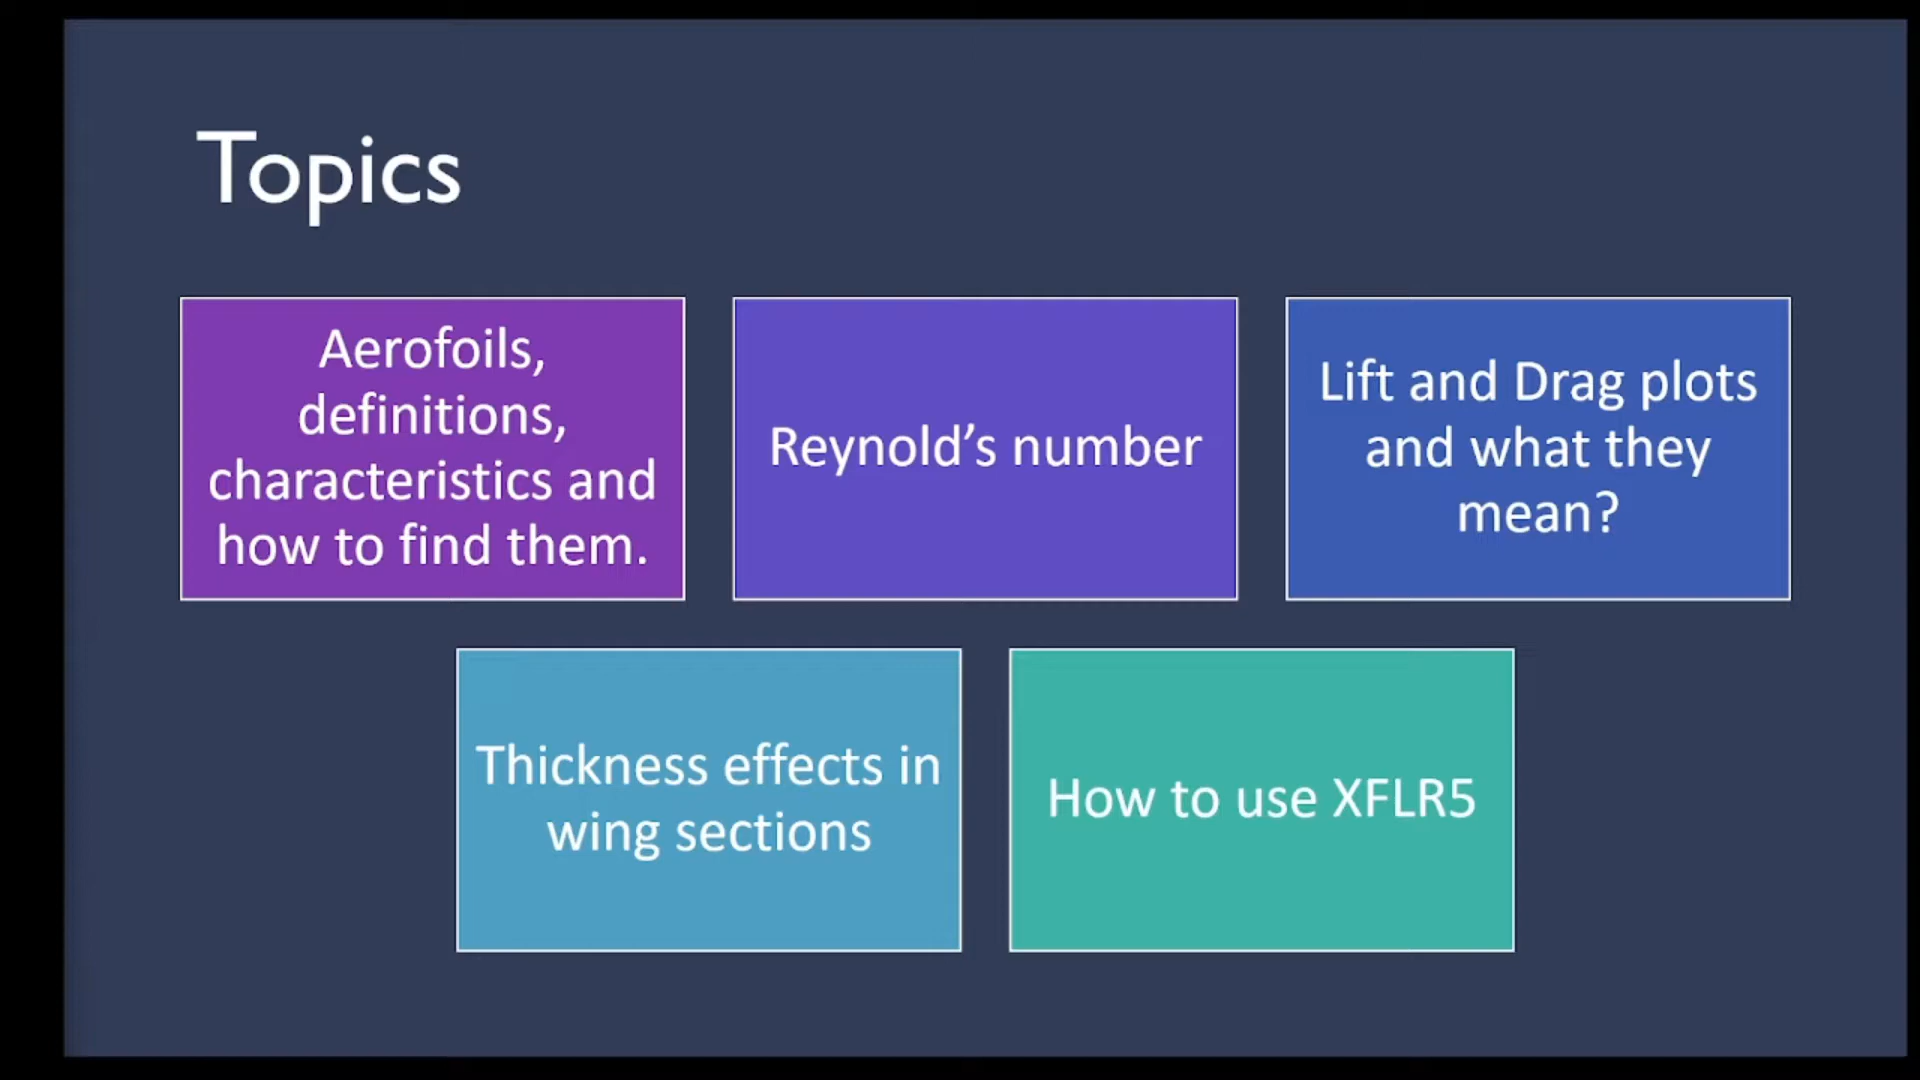 Topics
Aerofoils,
definitions,
characteristics and
how to find them.
Reynold’s number
Lift and Drag plots
and what they
mean?
Thickness effects in
wing sections
How to use XFLR5